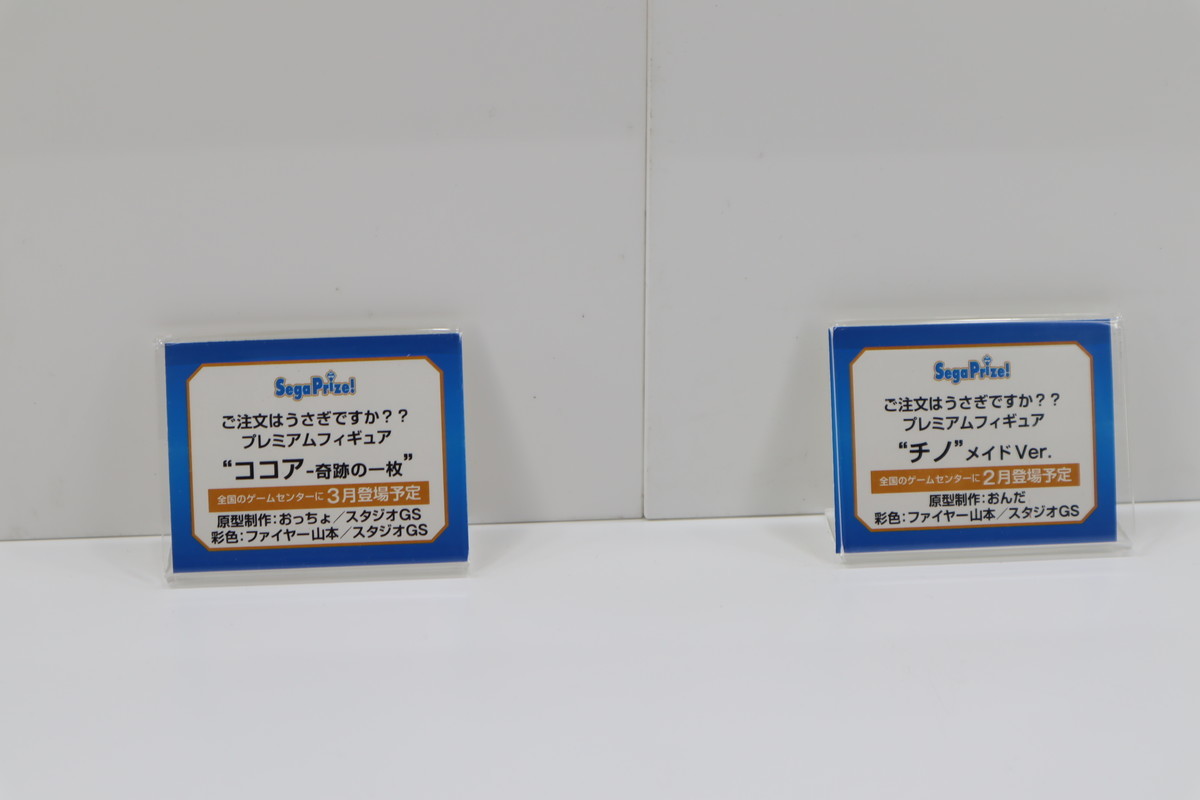 SegaPrize!
ご注文はうさぎですか？？
プレミアムフィギュア
“ココア-奇跡の一枚”
全国のゲームセンターに3月登場予定
原型制作：おっちょ／スタジオGS
彩色：ファイヤー山本／スタジオGS
SegaPrize!
ご注文はうさぎですか？？
プレミアムフィギュア
“チノ”メイドVer.
全国のゲームセンターに2月登場予定
原型制作：おんだ
彩色：ファイヤー山本／スタジオGS